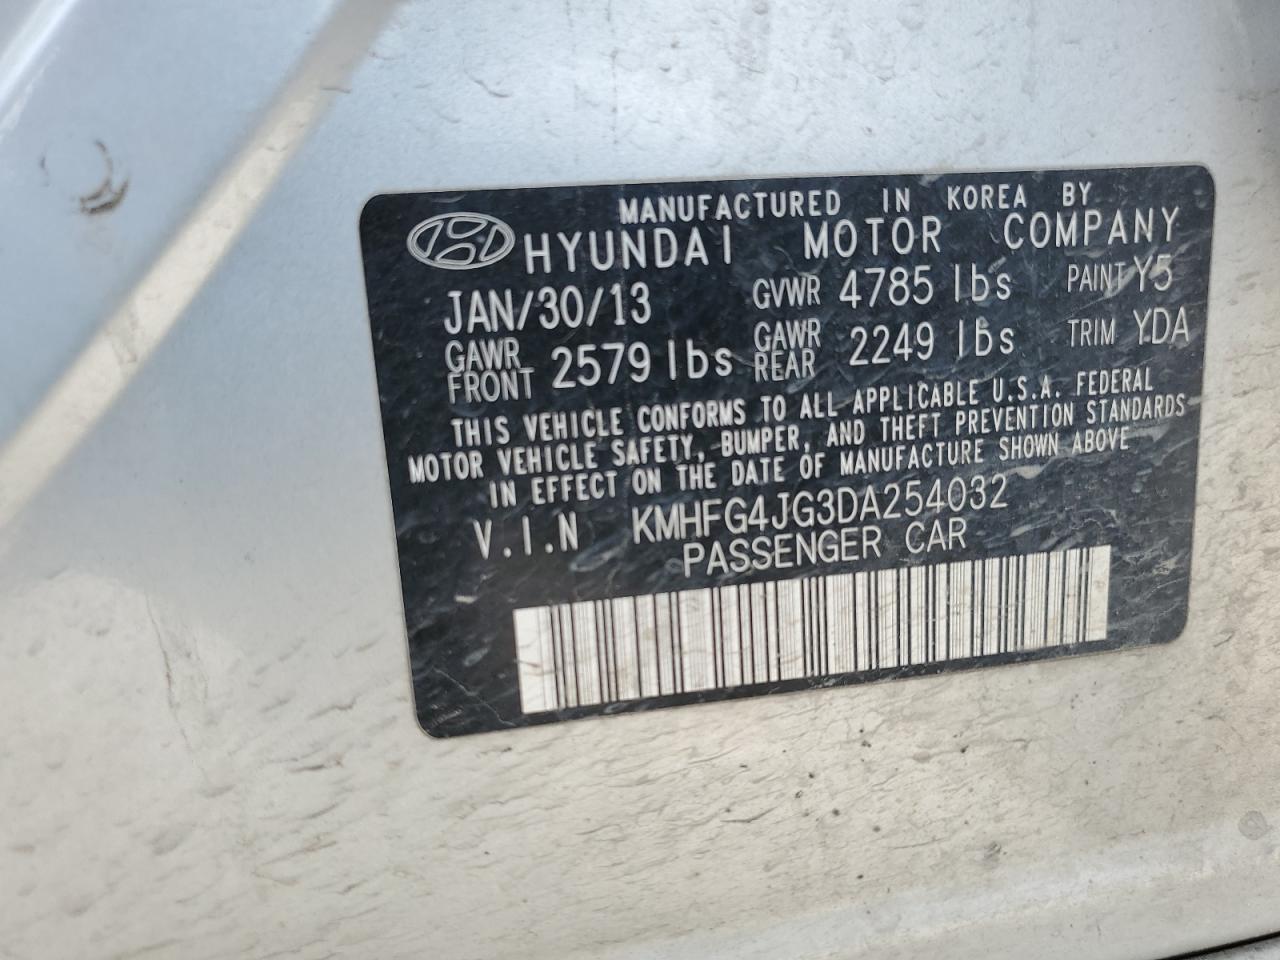 MANUFACTURED IN KOREA BY
HYUNDAI MOTOR COMPANY
JAN/30/13 GVWR 4785 lbs PAINT Y5
GAWR FRONT 2579 lbs GAWR REAR 2249 lbs TRIM YDA
THIS VEHICLE CONFORMS TO ALL APPLICABLE U.S.A. FEDERAL
MOTOR VEHICLE SAFETY, BUMPER, AND THEFT PREVENTION STANDARDS
IN EFFECT ON THE DATE OF MANUFACTURE SHOWN ABOVE
V.I.N KMHFG4JG3DA254032
PASSENGER CAR